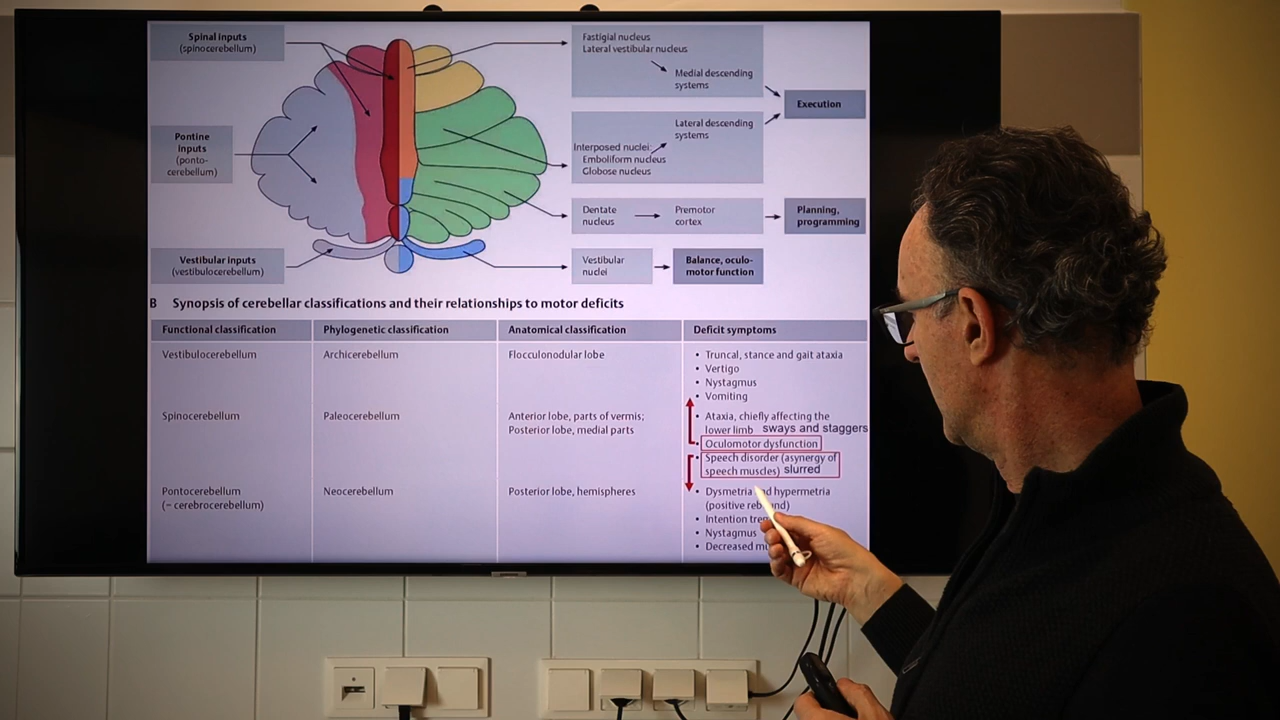 Spinal inputs
(spinocerebellum)
Pontine
inputs
(ponto-
cerebellum)
Vestibular inputs
(vestibulocerebellum)
Fastigial nucleus
Lateral vestibular nucleus
Medial descending
systems
Execution
Lateral descending
systems
Interposed nuclei:
Emboliform nucleus
Globose nucleus
Dentate
nucleus
Premotor
cortex
Planning,
programming
Vestibular
nuclei
Balance, oculo-
motor function
B Synopsis of cerebellar classifications and their relationships to motor deficits
Functional classification Phylogenetic classification Anatomical classification Deficit symptoms
Vestibulocerebellum Archicerebellum Flocculonodular lobe • Truncal, stance and gait ataxia
• Vertigo
• Nystagmus
• Vomiting
Spinocerebellum Paleocerebellum Anterior lobe, parts of vermis; • Ataxia, chiefly affecting the
Posterior lobe, medial parts lower limb sways and staggers
• Oculomotor dysfunction
• Speech disorder (asynergy of
speech muscles) slurred
Pontocerebellum Neocerebellum Posterior lobe, hemispheres • Dysmetria and hypermetria
(= cerebrocerebellum) (positive
• Intention
• Nystagmus
• Decreased